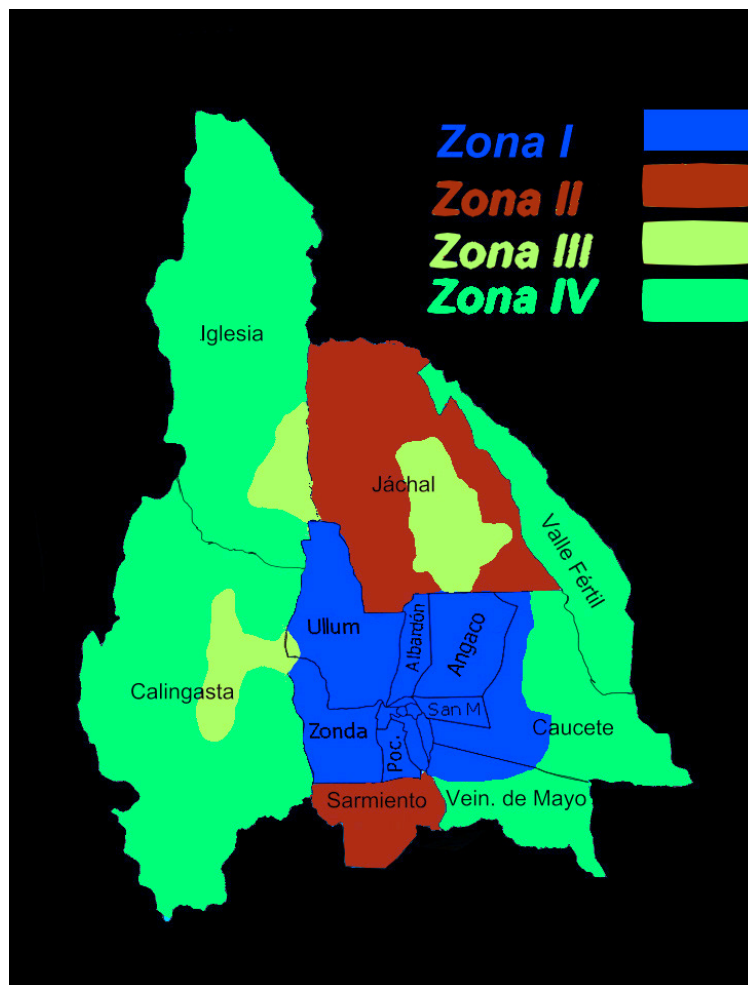 Zona I
Zona II
Zona III
Zona IV
Iglesia
Jáchal
Valle Fértil
Ullum
Albardón
Angaco
Calingasta
San M
Zonda
Poc.
Caucete
Sarmiento
Vein. de Mayo